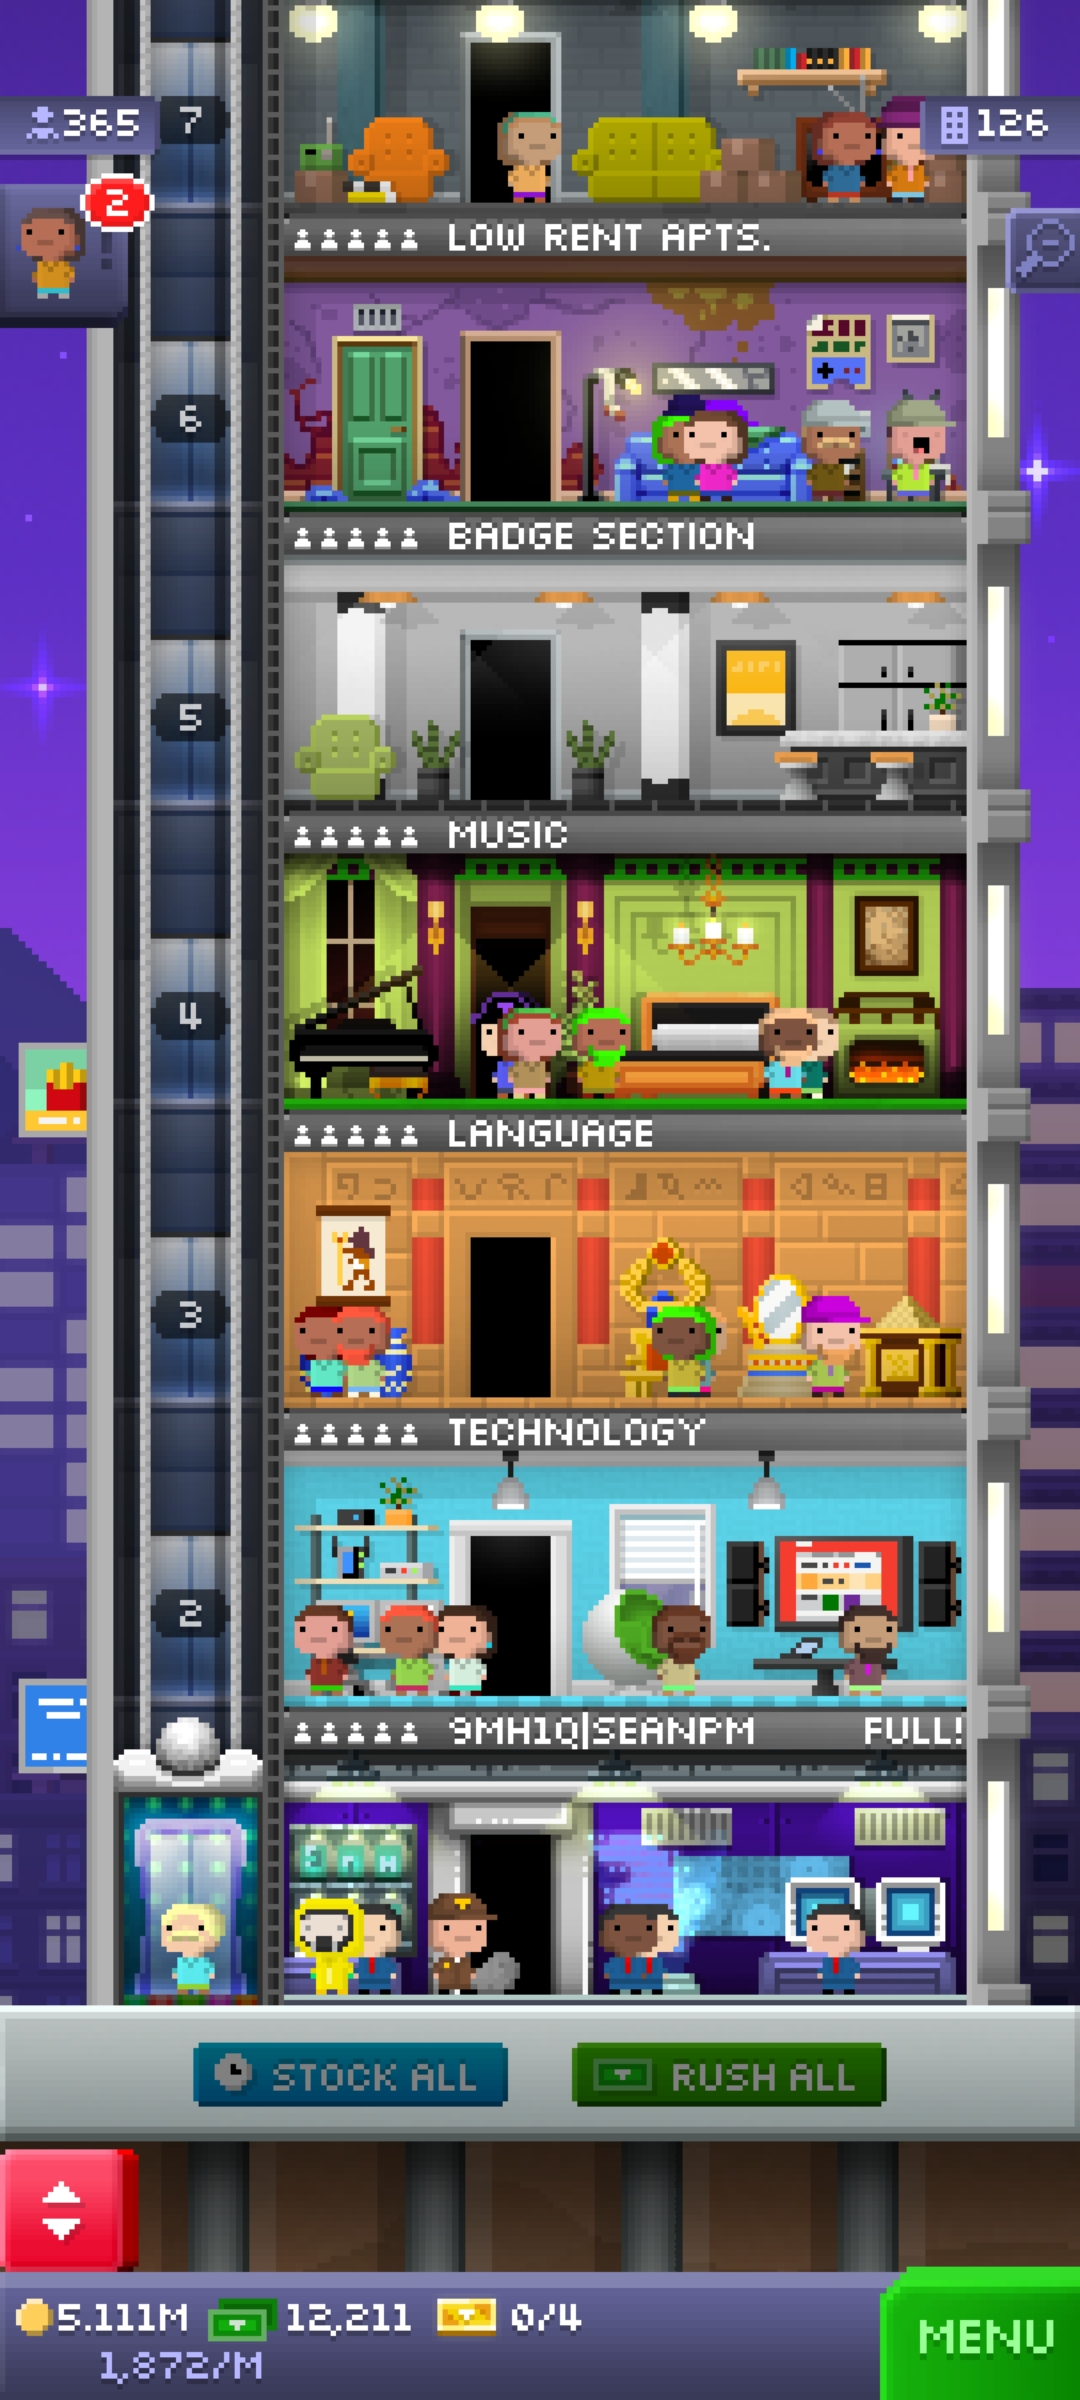 7
365
126
2
LOW RENT APTS.
6
BADGE SECTION
5
MUSIC
4
LANGUAGE
3
TECHNOLOGY
2
9MH1Q|SEANPM FULL!
STOCK ALL
RUSH ALL
5.111M 12,211 0/4
1,872/M
MENU